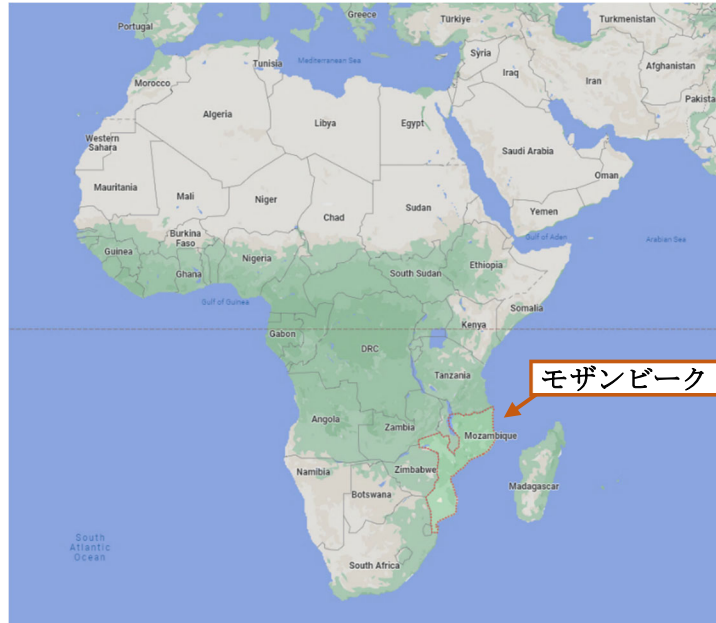 Greece
Portugal
Türkiye
Turkmenistan
Tunisia
Mediterranean Sea
Syria
Afghanistan
Morocco
Iraq
Iran
Pakista
Algeria
Libya
Egypt
Western
Sahara
Saudi Arabia
Oman
Mauritania
Mali
Niger
Chad
Sudan
Yemen
Burkina
Faso
Gulf of Aden
Arabian Sea
Guinea
Nigeria
Ghana
South Sudan
Ethiopia
Gulf of Guinea
Somalia
Kenya
Gabon
DRC
Tanzania
モザンビーク
Angola
Zambia
Mozambique
Zimbabwe
Namibia
Botswana
Madagascar
South
Atlantic
Ocean
South Africa